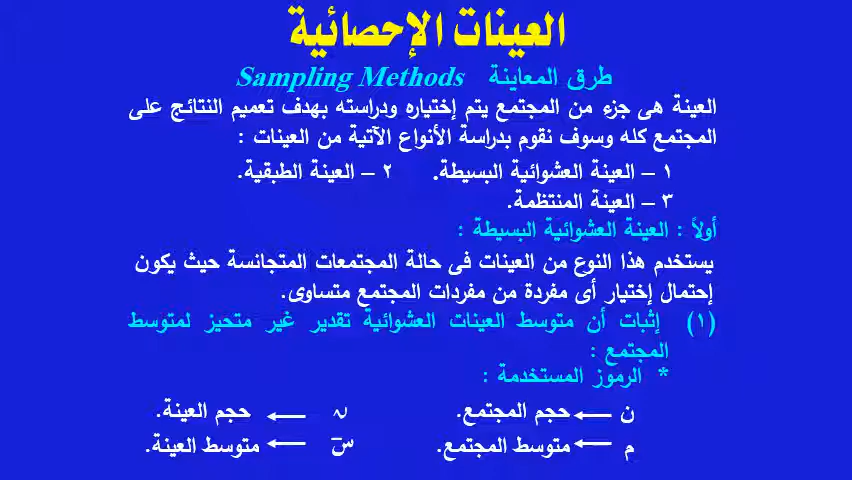 العينات الإحصائية
طرق المعاينة Sampling Methods
العينة هى جزء من المجتمع يتم إختياره ودراسته بهدف تعميم النتائج على
المجتمع كله وسوف نقوم بدراسة الأنواع الآتية من العينات :
١ – العينة العشوائية البسيطة. ٢ – العينة الطبقية.
٣ – العينة المنتظمة.
أولاً : العينة العشوائية البسيطة :
يستخدم هذا النوع من العينات فى حالة المجتمعات المتجانسة حيث يكون
إحتمال إختيار أى مفردة من مفردات المجتمع متساوى.
(١) إثبات أن متوسط العينات العشوائية تقدير غير متحيز لمتوسط
المجتمع :
* الرموز المستخدمة :
ن ← حجم المجتمع. ← حجم العينة.
م ← متوسط المجتمع. سَ ← متوسط العينة.